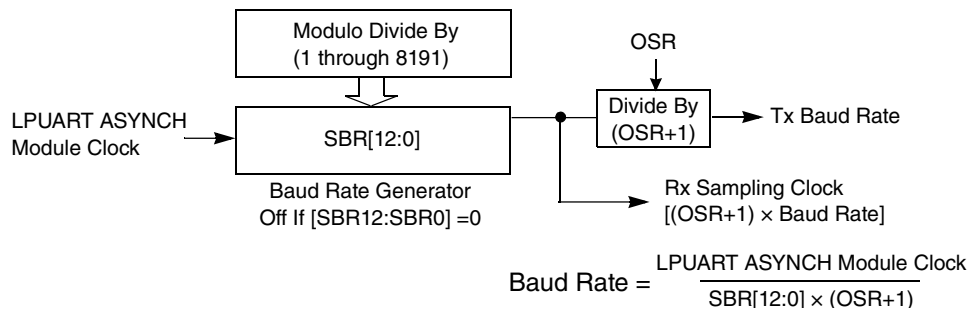 Modulo Divide By
(1 through 8191)
OSR
LPUART ASYNCH
Module Clock
SBR[12:0]
Divide By
(OSR+1)
Tx Baud Rate
Baud Rate Generator
Off If [SBR12:SBR0] =0
Rx Sampling Clock
[(OSR+1) × Baud Rate]
Baud Rate =
LPUART ASYNCH Module Clock
SBR[12:0] × (OSR+1)